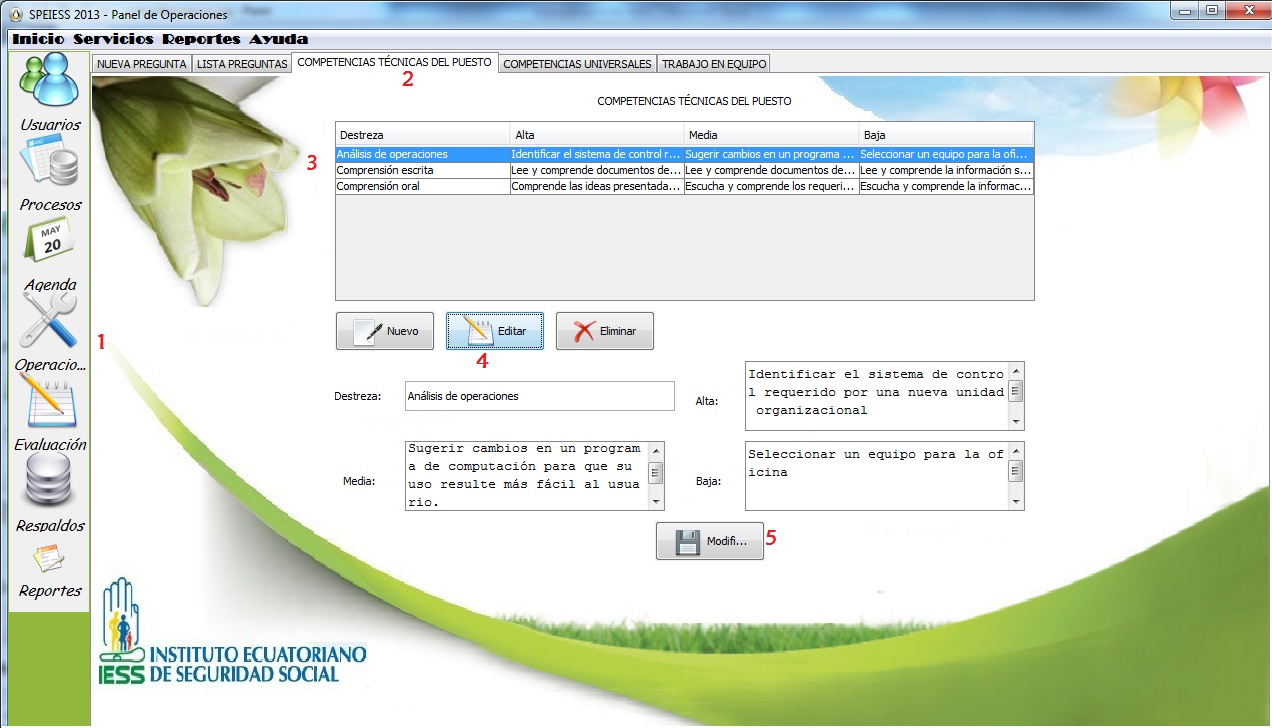 SPEIESS 2013 - Panel de Operaciones
Inicio Servicios Reportes Ayuda
NUEVA PREGUNTA LISTA PREGUNTAS COMPETENCIAS TÉCNICAS DEL PUESTO COMPETENCIAS UNIVERSALES TRABAJO EN EQUIPO
2
Usuarios
Procesos
MAY
20
Agenda
1
Operacio...
Evaluación
Respaldos
Reportes
COMPETENCIAS TÉCNICAS DEL PUESTO
Destreza Alta Media Baja
3
Análisis de operaciones Identificar el sistema de control r... Sugerir cambios en un programa ... Seleccionar un equipo para la ofi...
Comprensión escrita Lee y comprende documentos de... Lee y comprende documentos de... Lee y comprende la información s...
Comprensión oral Comprende las ideas presentada... Escucha y comprende los requeri... Escucha y comprende la informac...
Nuevo Editar Eliminar
4
Destreza: Análisis de operaciones
Alta:
Identificar el sistema de contro
l requerido por una nueva unidad
organizacional
Media:
Sugerir cambios en un program
a de computación para que su
uso resulte más fácil al usua
rio.
Baja:
Seleccionar un equipo para la of
icina
Modifi... 5
IESS
INSTITUTO ECUATORIANO
DE SEGURIDAD SOCIAL